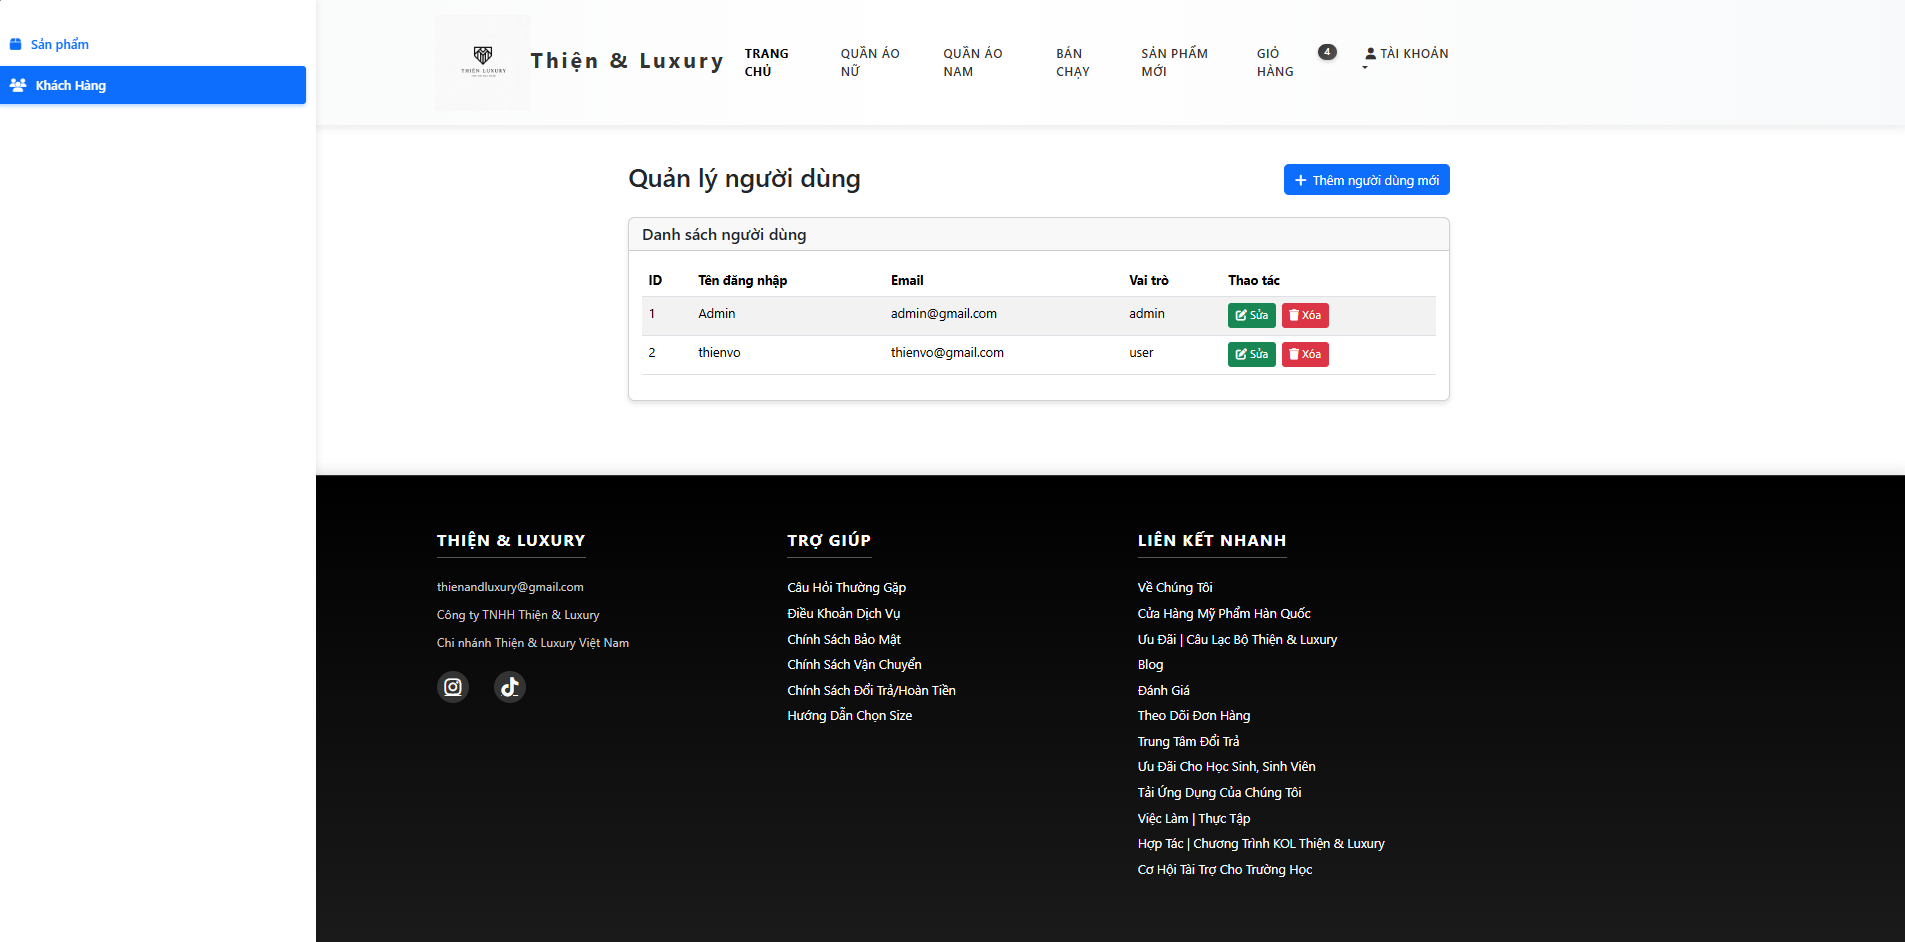 Sản phẩm
Khách Hàng
THIỆN LUXURY
Thiện & Luxury
TRANG CHỦ
QUẦN ÁO NỮ
QUẦN ÁO NAM
BÁN CHẠY
SẢN PHẨM MỚI
GIỎ HÀNG
4
TÀI KHOẢN
Quản lý người dùng
Thêm người dùng mới
Danh sách người dùng
ID Tên đăng nhập Email Vai trò Thao tác
1 Admin admin@gmail.com admin Sửa Xóa
2 thienvo thienvo@gmail.com user Sửa Xóa
THIỆN & LUXURY
thienandluxury@gmail.com
Công ty TNHH Thiện & Luxury
Chi nhánh Thiện & Luxury Việt Nam
TRỢ GIÚP
Câu Hỏi Thường Gặp
Điều Khoản Dịch Vụ
Chính Sách Bảo Mật
Chính Sách Vận Chuyển
Chính Sách Đổi Trả/Hoàn Tiền
Hướng Dẫn Chọn Size
LIÊN KẾT NHANH
Về Chúng Tôi
Cửa Hàng Mỹ Phẩm Hàn Quốc
Ưu Đãi | Câu Lạc Bộ Thiện & Luxury
Blog
Đánh Giá
Theo Dõi Đơn Hàng
Trung Tâm Đổi Trả
Ưu Đãi Cho Học Sinh, Sinh Viên
Tải Ứng Dụng Của Chúng Tôi
Việc Làm | Thực Tập
Hợp Tác | Chương Trình KOL Thiện & Luxury
Cơ Hội Tài Trợ Cho Trường Học